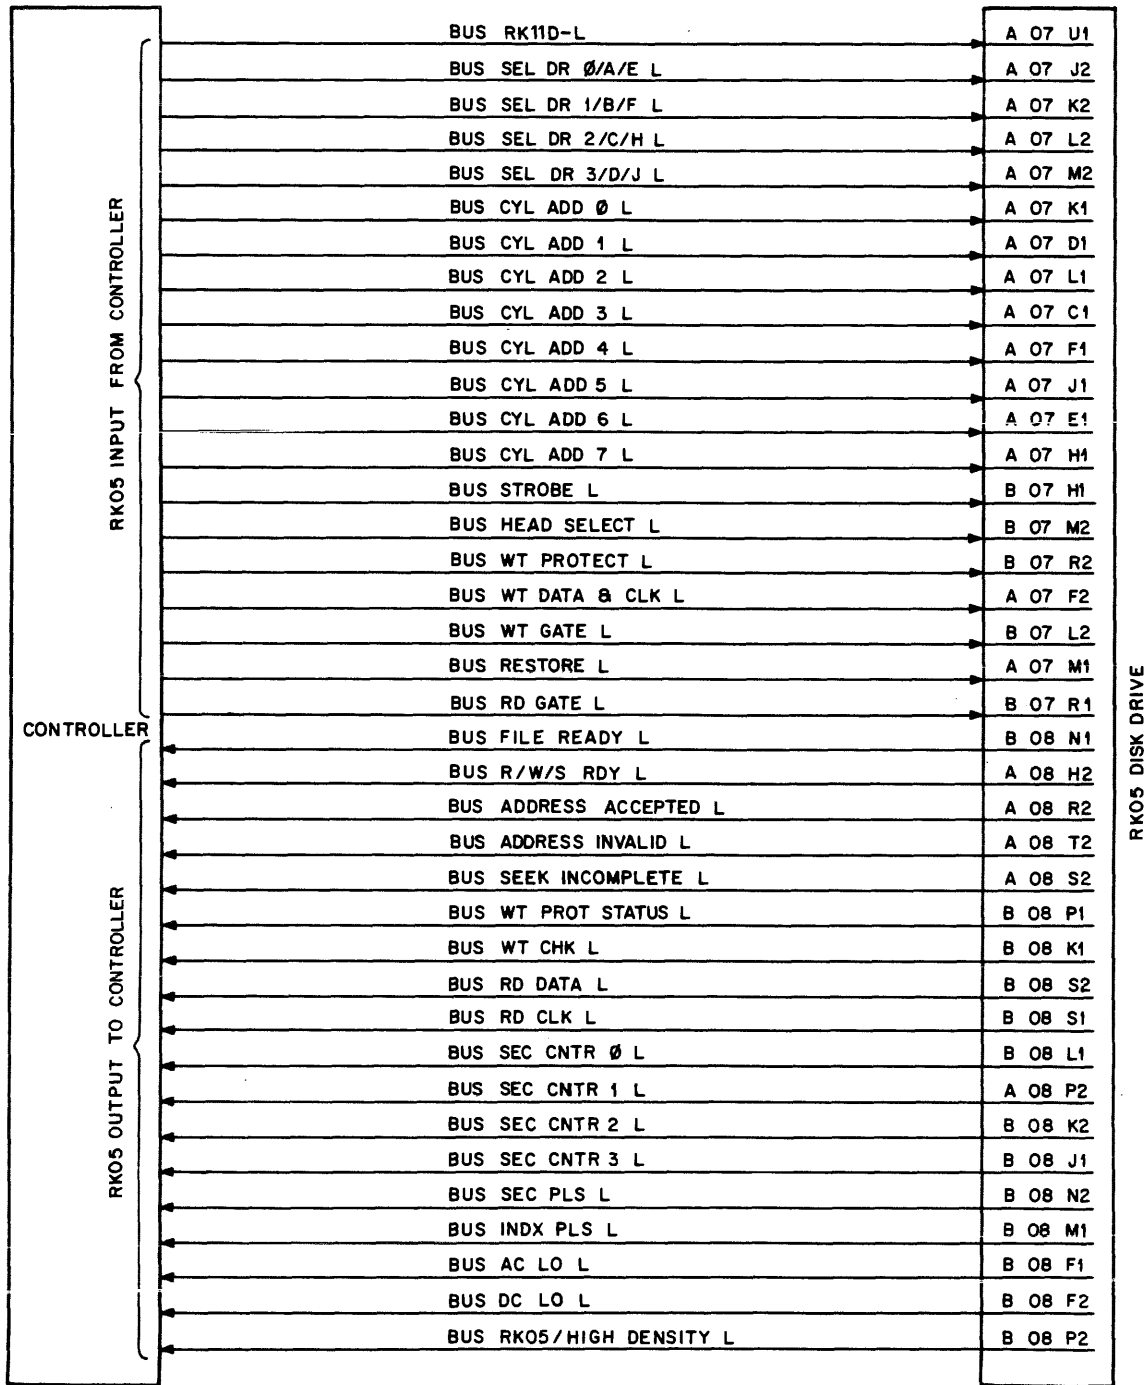 BUS RK11D-L A 07 U1
BUS SEL DR Ø/A/E L A 07 J2
BUS SEL DR 1/B/F L A 07 K2
BUS SEL DR 2/C/H L A 07 L2
BUS SEL DR 3/D/J L A 07 M2
BUS CYL ADD Ø L A 07 K1
BUS CYL ADD 1 L A 07 D1
BUS CYL ADD 2 L A 07 L1
BUS CYL ADD 3 L A 07 C1
BUS CYL ADD 4 L A 07 F1
BUS CYL ADD 5 L A 07 J1
BUS CYL ADD 6 L A 07 E1
BUS CYL ADD 7 L A 07 H1
BUS STROBE L B 07 H1
BUS HEAD SELECT L B 07 M2
BUS WT PROTECT L B 07 R2
BUS WT DATA & CLK L A 07 F2
BUS WT GATE L B 07 L2
BUS RESTORE L A 07 M1
BUS RD GATE L B 07 R1
RK05 INPUT FROM CONTROLLER
CONTROLLER
BUS FILE READY L B 08 N1
BUS R/W/S RDY L A 08 H2
BUS ADDRESS ACCEPTED L A 08 R2
BUS ADDRESS INVALID L A 08 T2
BUS SEEK INCOMPLETE L A 08 S2
BUS WT PROT STATUS L B 08 P1
BUS WT CHK L B 08 K1
BUS RD DATA L B 08 S2
BUS RD CLK L B 08 S1
BUS SEC CNTR Ø L B 08 L1
BUS SEC CNTR 1 L A 08 P2
BUS SEC CNTR 2 L B 08 K2
BUS SEC CNTR 3 L B 08 J1
BUS SEC PLS L B 08 N2
BUS INDX PLS L B 08 M1
BUS AC LO L B 08 F1
BUS DC LO L B 08 F2
BUS RK05/HIGH DENSITY L B 08 P2
RK05 OUTPUT TO CONTROLLER
RK05 DISK DRIVE